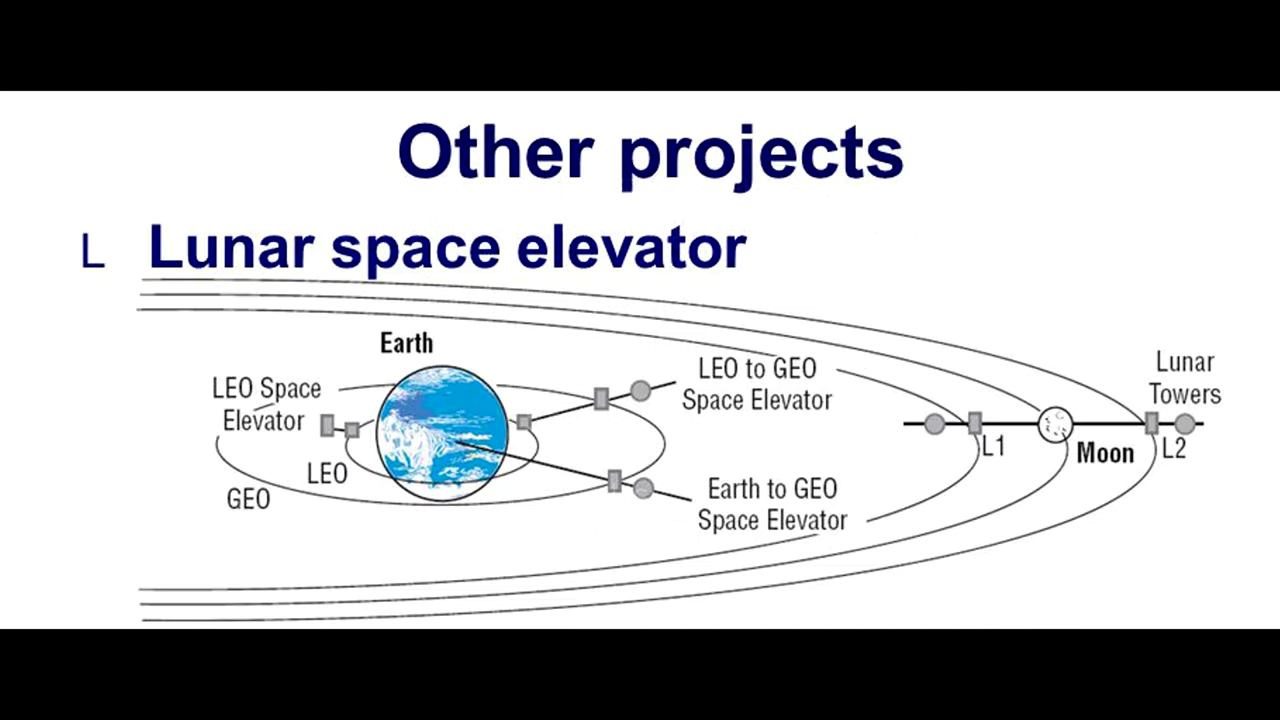 Other projects
L Lunar space elevator
Earth
LEO Space
Elevator
LEO
GEO
LEO to GEO
Space Elevator
Earth to GEO
Space Elevator
Lunar
Towers
L1
Moon
L2